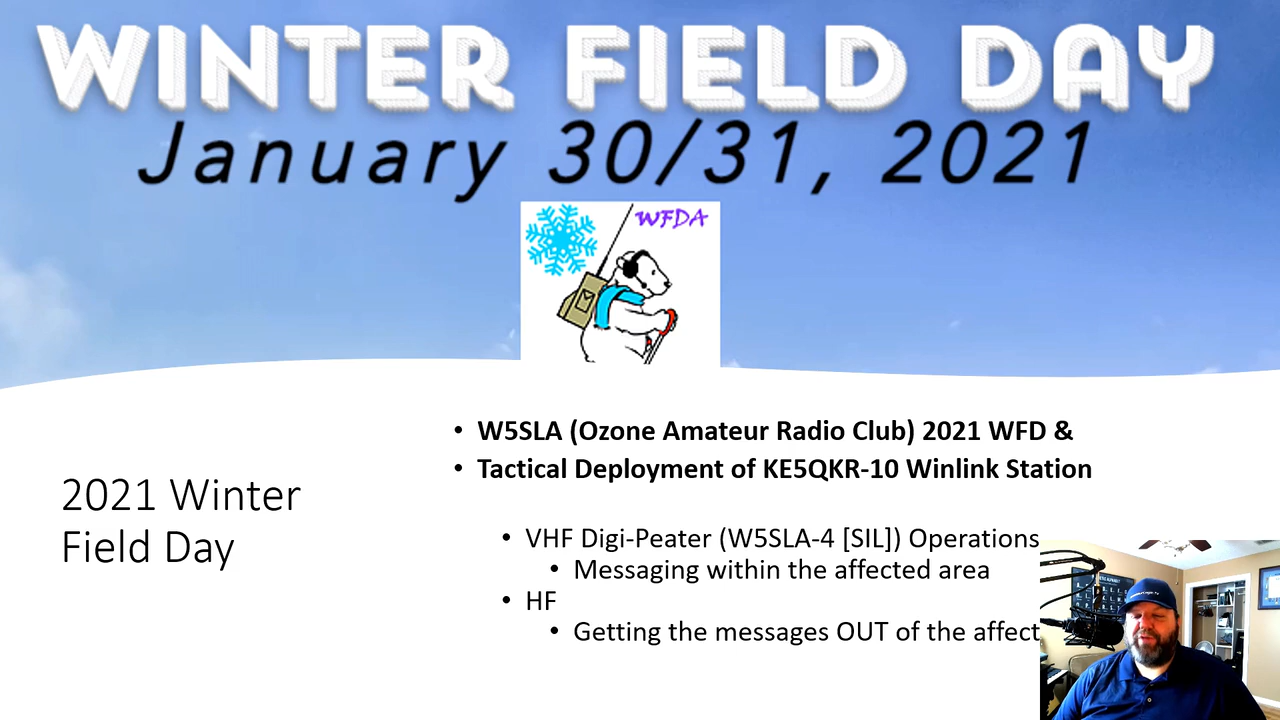 WINTER FIELD DAY
January 30/31, 2021
WFDA
2021 Winter
Field Day
• W5SLA (Ozone Amateur Radio Club) 2021 WFD &
• Tactical Deployment of KE5QKR-10 Winlink Station
• VHF Digi-Peater (W5SLA-4 [SIL]) Operations
• Messaging within the affected area
• HF
• Getting the messages OUT of the affect